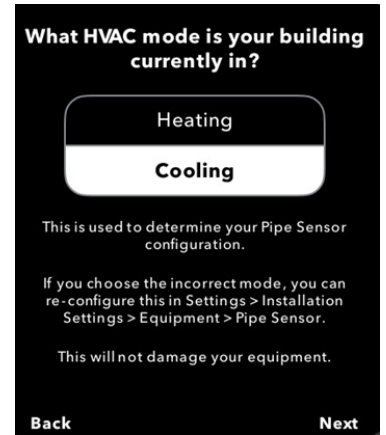 What HVAC mode is your building
currently in?
Heating
Cooling
This is used to determine your Pipe Sensor
configuration.
If you choose the incorrect mode, you can
re-configure this in Settings > Installation
Settings > Equipment > Pipe Sensor.
This will not damage your equipment.
Back
Next